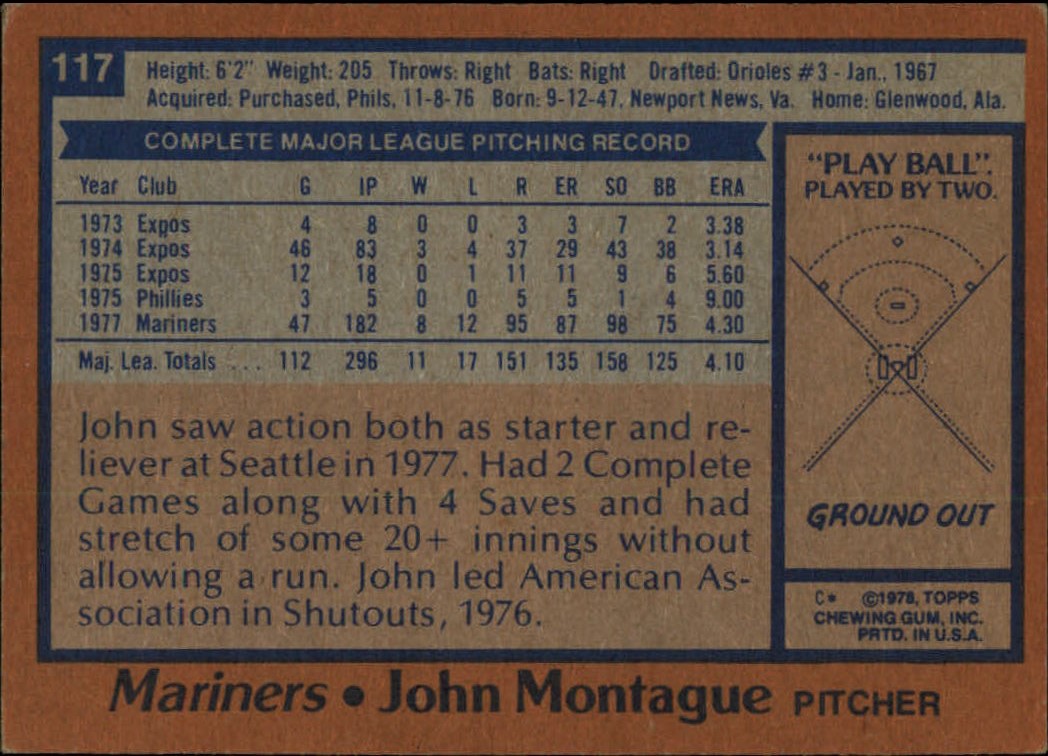 117
Height: 6'2" Weight: 205 Throws: Right Bats: Right Drafted: Orioles #3 - Jan., 1967
Acquired: Purchased, Phils, 11-8-76 Born: 9-12-47, Newport News, Va. Home: Glenwood, Ala.
COMPLETE MAJOR LEAGUE PITCHING RECORD
Year Club G IP W L R ER SO BB ERA
1973 Expos 4 8 0 0 3 3 7 2 3.38
1974 Expos 46 83 3 4 37 29 43 38 3.14
1975 Expos 12 18 0 1 11 11 9 6 5.60
1975 Phillies 3 5 0 0 5 5 1 4 9.00
1977 Mariners 47 182 8 12 95 87 98 75 4.30
Maj. Lea. Totals ... 112 296 11 17 151 135 158 125 4.10
John saw action both as starter and re-
liever at Seattle in 1977. Had 2 Complete
Games along with 4 Saves and had
stretch of some 20+ innings without
allowing a run. John led American As-
sociation in Shutouts, 1976.
"PLAY BALL".
PLAYED BY TWO.
GROUND OUT
C* ©1978, TOPPS
CHEWING GUM, INC.
PRTD. IN U.S.A.
Mariners • John Montague PITCHER